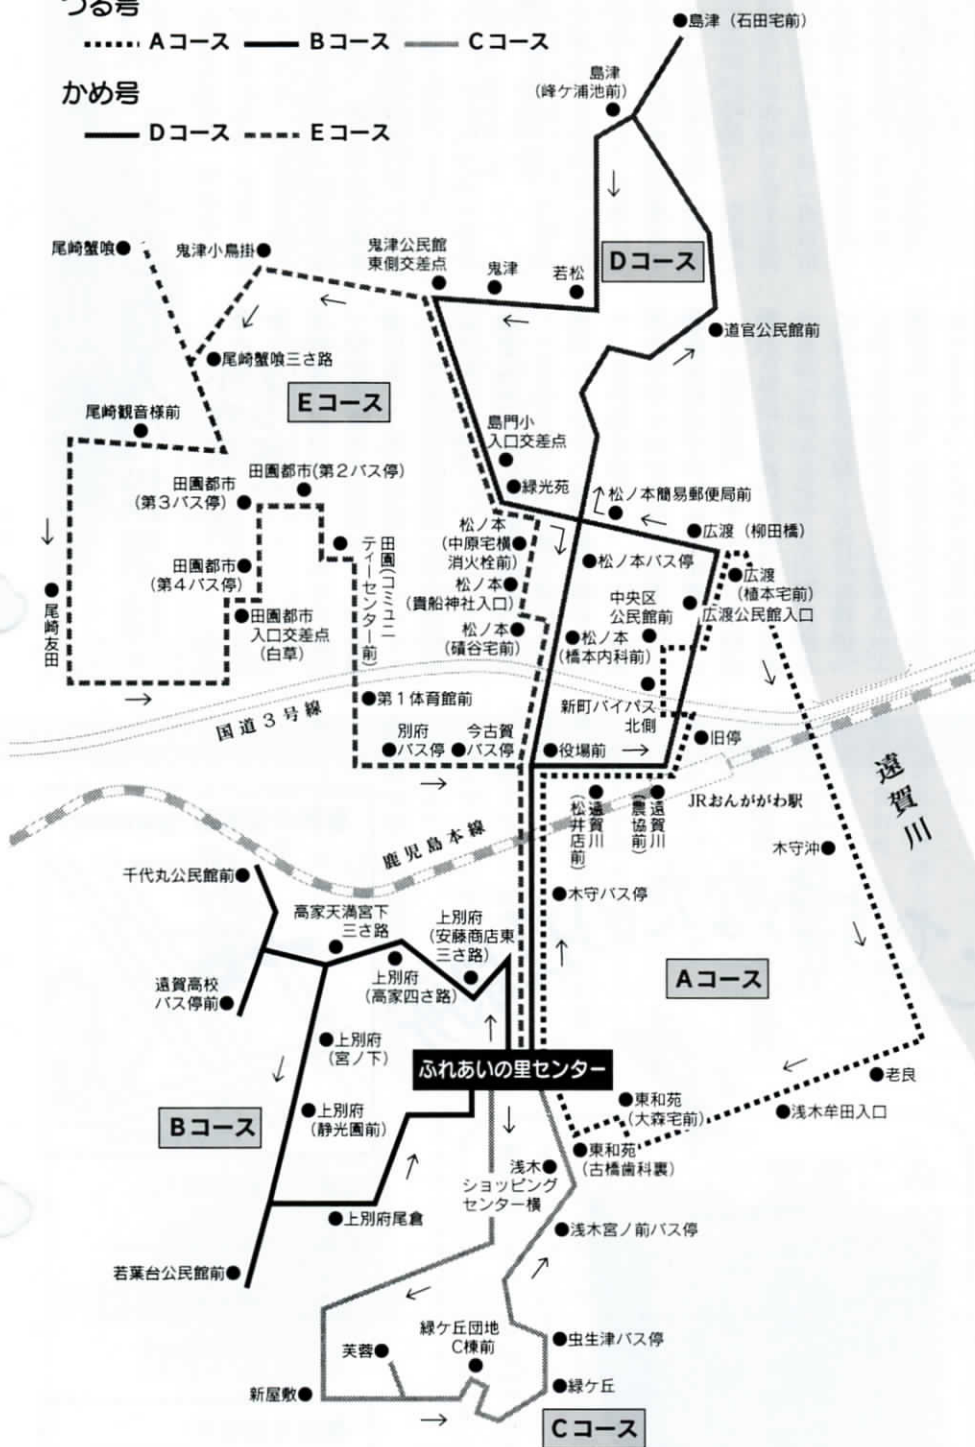 つる号
Aコース Bコース Cコース
かめ号
Dコース Eコース
島津（石田宅前）
島津
（峰ケ浦池前）
尾崎蟹喰
鬼津小鳥掛
鬼津公民館
東側交差点
鬼津
若松
Dコース
道官公民館前
尾崎蟹喰三さ路
Eコース
尾崎観音様前
島門小
入口交差点
緑光苑
田園都市(第2バス停)
田園都市
(第3バス停)
松ノ本簡易郵便局前
広渡（柳田橋）
松ノ本
（中原宅横
消火栓前）
松ノ本バス停
田園(コミュニ
ティーセンター前)
田園都市
(第4バス停)
広渡
(植本宅前)
松ノ本
(貴船神社入口)
中央区
公民館前
広渡公民館入口
尾崎友田
田園都市
入口交差点
(白草)
松ノ本
(磧谷宅前)
松ノ本
(橋本内科前)
第1体育館前
新町バイパス
北側
国道3号線
別府
バス停
今古賀
バス停
役場前
旧停
遠賀川
遠賀川
(松井店前)
遠賀川
(農協前)
JRおんががわ駅
鹿児島本線
木守沖
千代丸公民館前
木守バス停
高家天満宮下
三さ路
上別府
(安藤商店東
三さ路)
上別府
(高家四さ路)
遠賀高校
バス停前
Aコース
上別府
(宮ノ下)
ふれあいの里センター
老良
上別府
(静光園前)
東和苑
(大森宅前)
浅木牟田入口
Bコース
東和苑
(古橋歯科裏)
浅木
ショッピング
センター横
上別府尾倉
浅木宮ノ前バス停
若葉台公民館前
緑ケ丘団地
C棟前
虫生津バス停
芙蓉
新屋敷
緑ケ丘
Cコース